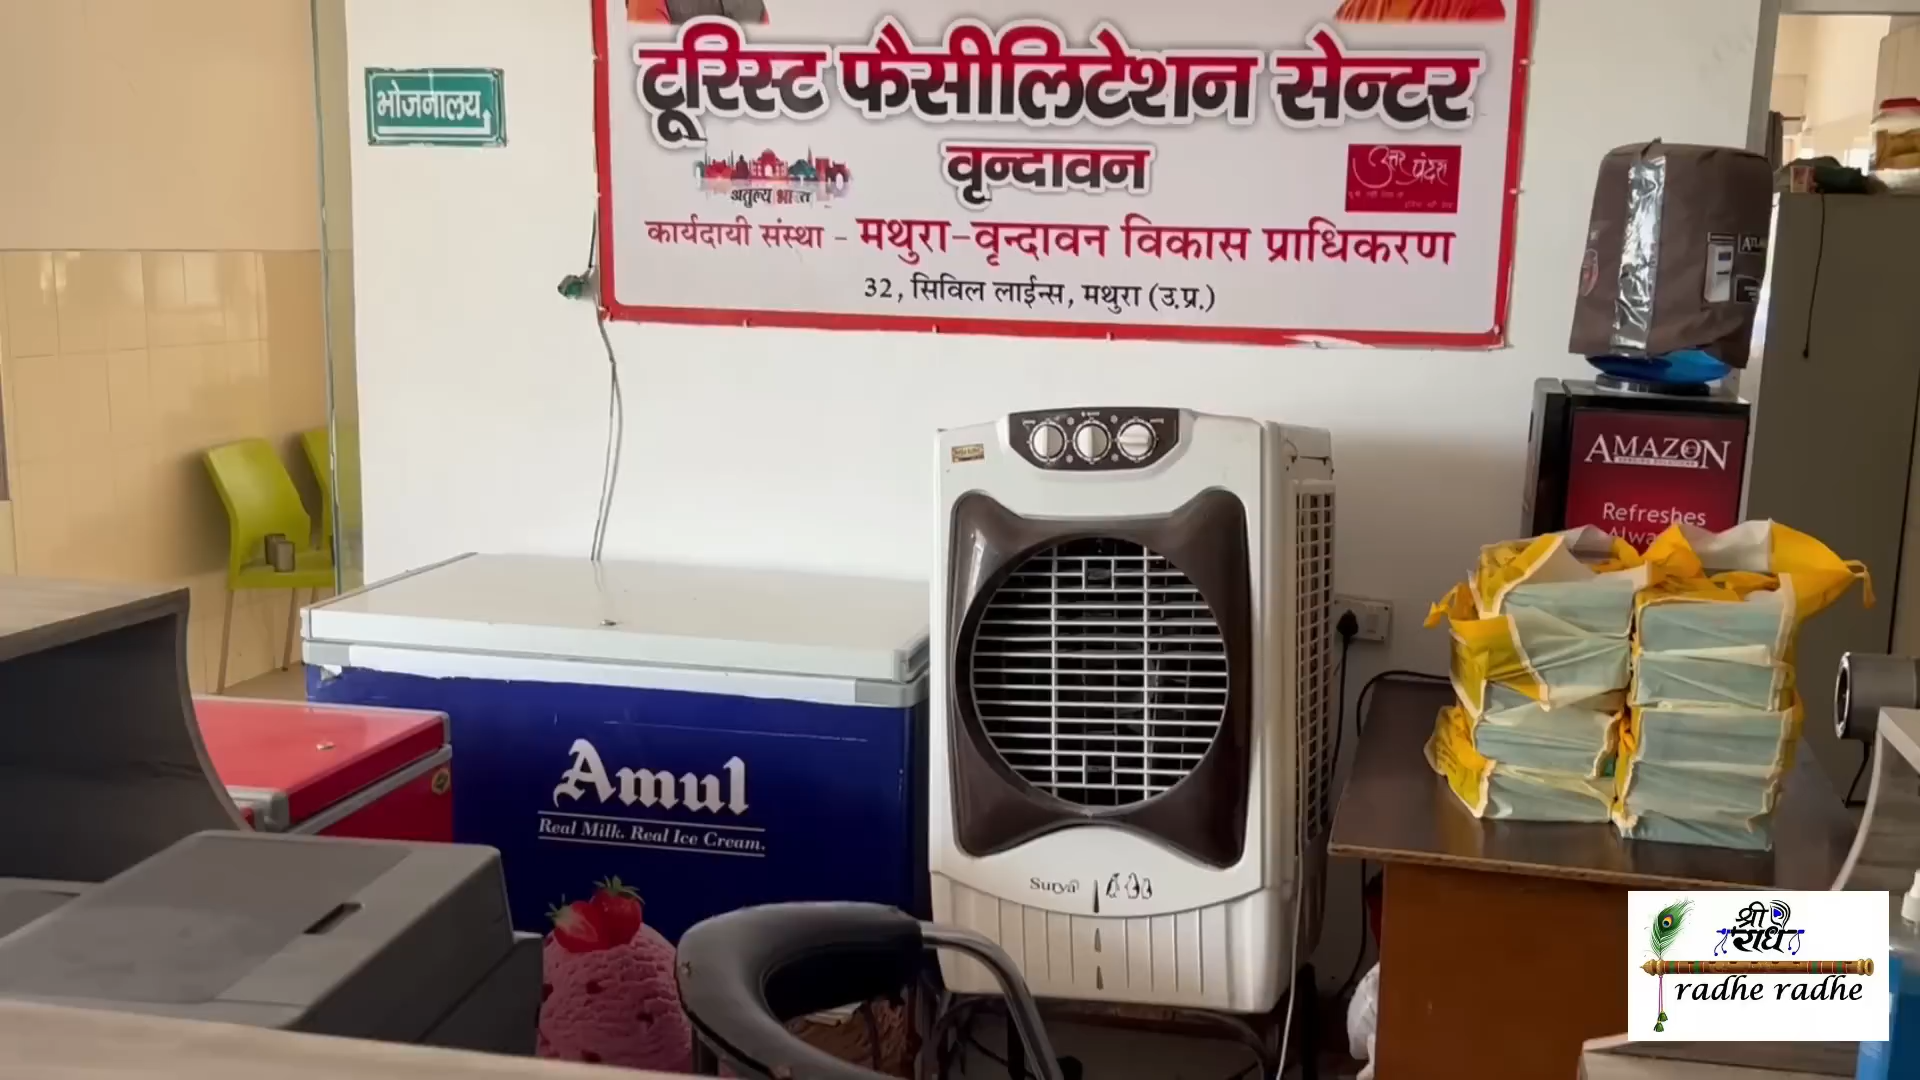 भोजनालय
टूरिस्ट फैसीलिटेशन सेन्टर
वृन्दावन
अतुल्य भारत
उत्तर प्रदेश
कार्यदायी संस्था - मथुरा-वृन्दावन विकास प्राधिकरण
32, सिविल लाईन्स, मथुरा (उ.प्र.)
AMAZON
Refreshes
Amul
Real Milk. Real Ice Cream.
Surya
श्री
राधे
radhe radhe